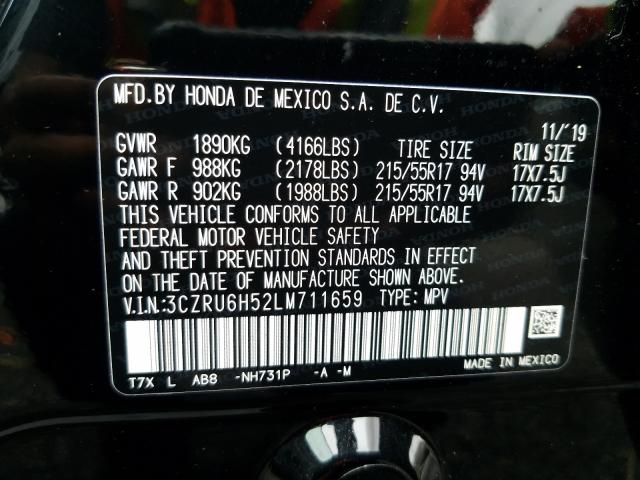 MFD.BY HONDA DE MEXICO S.A. DE C.V.
11/'19
GVWR 1890KG (4166LBS) TIRE SIZE RIM SIZE
GAWR F 988KG (2178LBS) 215/55R17 94V 17X7.5J
GAWR R 902KG (1988LBS) 215/55R17 94V 17X7.5J
THIS VEHICLE CONFORMS TO ALL APPLICABLE
FEDERAL MOTOR VEHICLE SAFETY
AND THEFT PREVENTION STANDARDS IN EFFECT
ON THE DATE OF MANUFACTURE SHOWN ABOVE.
V.I.N:3CZRU6H52LM711659 TYPE: MPV
T7X L AB8 -NH731P -A -M
MADE IN MEXICO